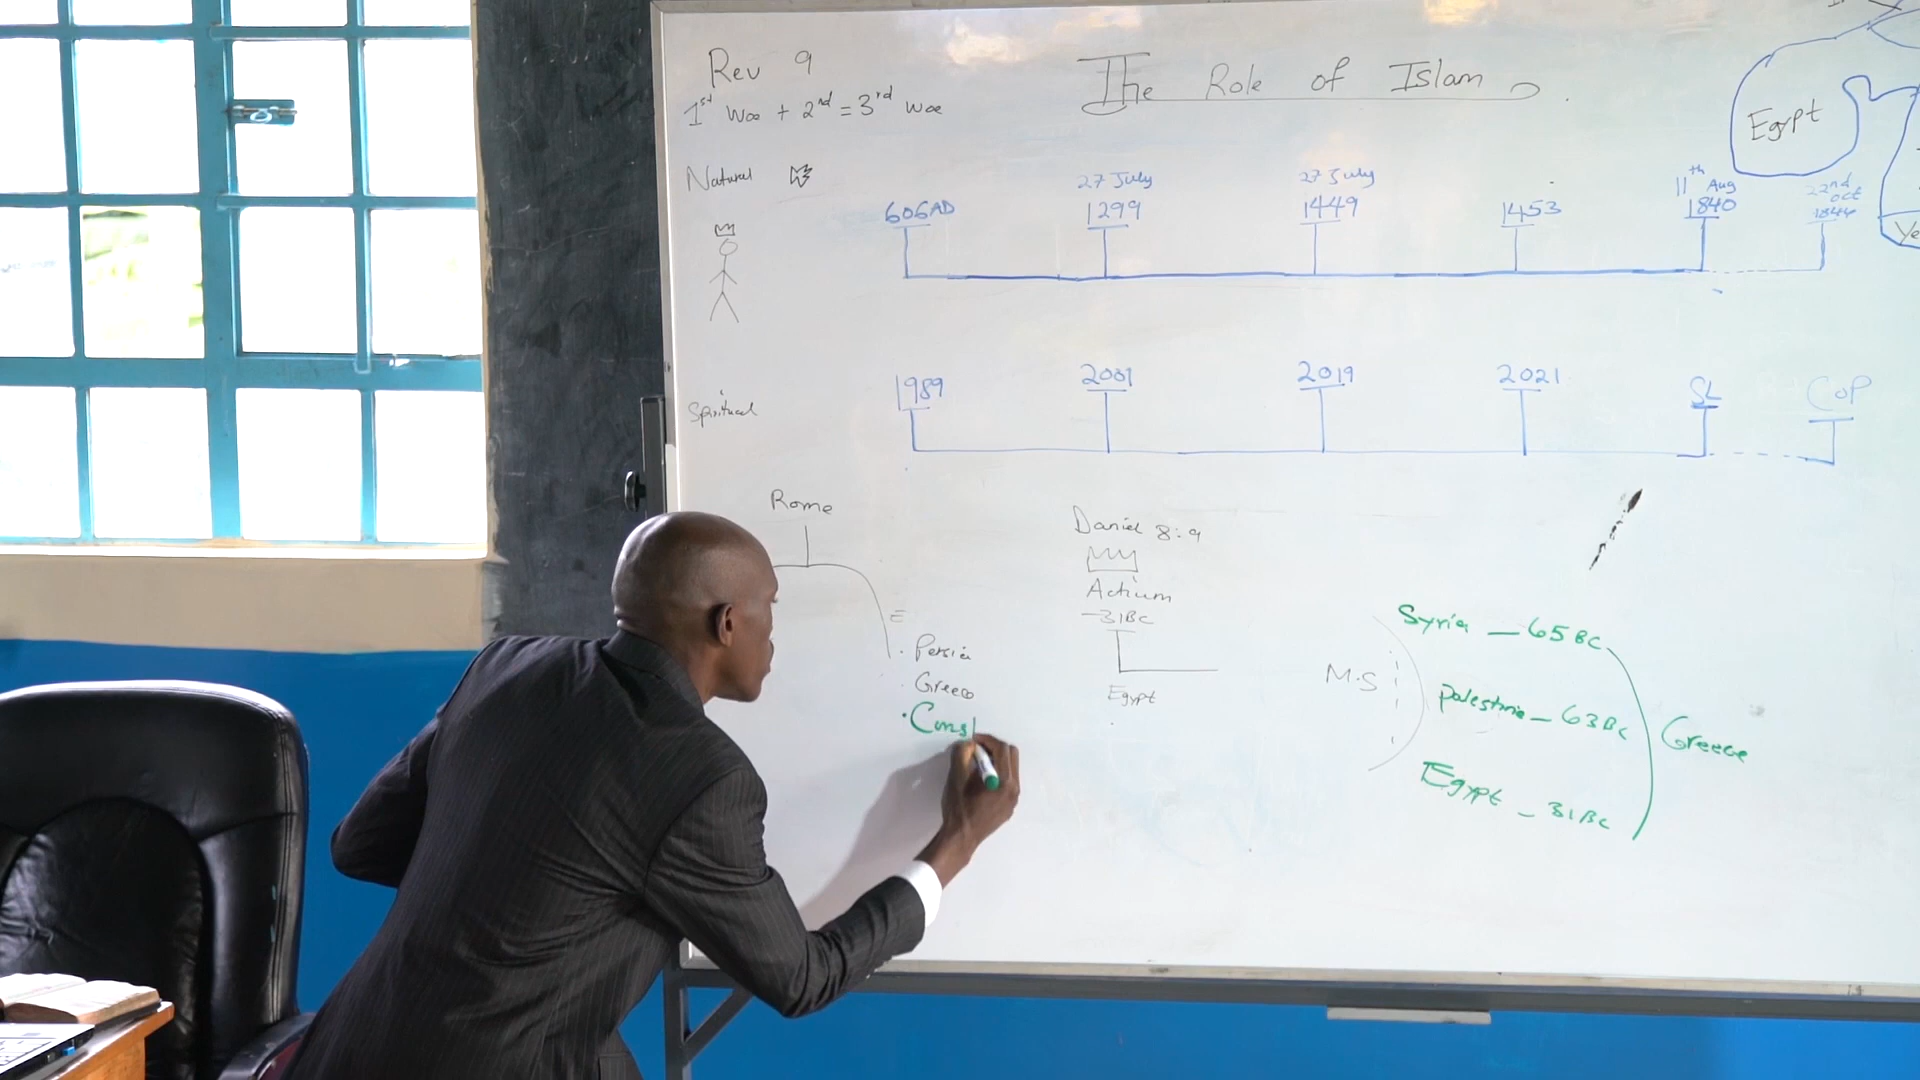 Rev 9
The Role of Islam
1st woe + 2nd = 3rd woe
Egypt
Natural
606AD
27 July
1299
27 July
1449
1453
11th Aug
1840
22nd
oct
1844
Ye
Spiritual
1989
2001
2019
2021
SL
COP
Rome
E
· Persia
· Greece
· Cons
Daniel 8:9
Actium
-31BC
Egypt
M.S
Syria - 65BC
Palestine - 63BC
Egypt - 31BC
Greece